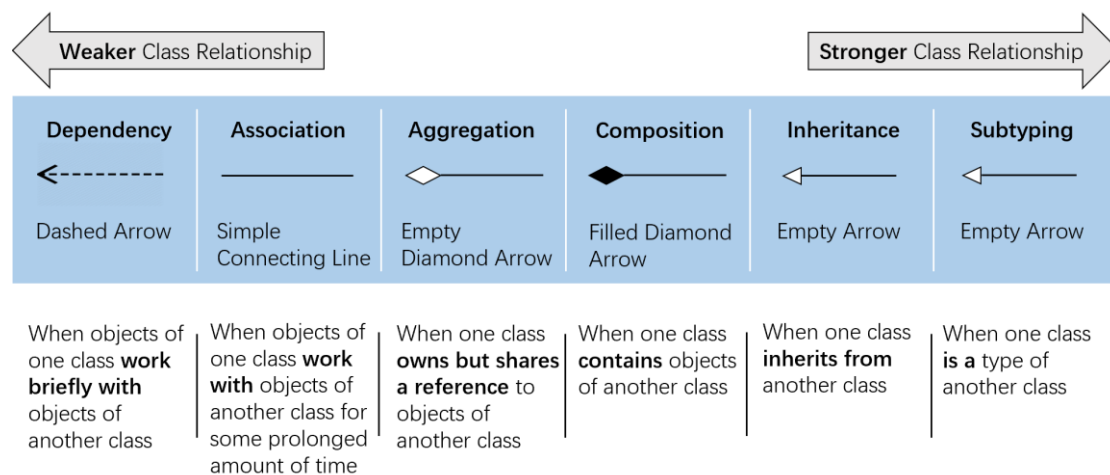 Weaker Class Relationship
Stronger Class Relationship
Dependency
Association
Aggregation
Composition
Inheritance
Subtyping
Dashed Arrow
Simple
Connecting Line
Empty
Diamond Arrow
Filled Diamond
Arrow
Empty Arrow
Empty Arrow
When objects of
one class work
briefly with
objects of
another class
When objects of
one class work
with objects of
another class for
some prolonged
amount of time
When one class
owns but shares
a reference to
objects of
another class
When one class
contains objects
of another class
When one class
inherits from
another class
When one class
is a type of
another class